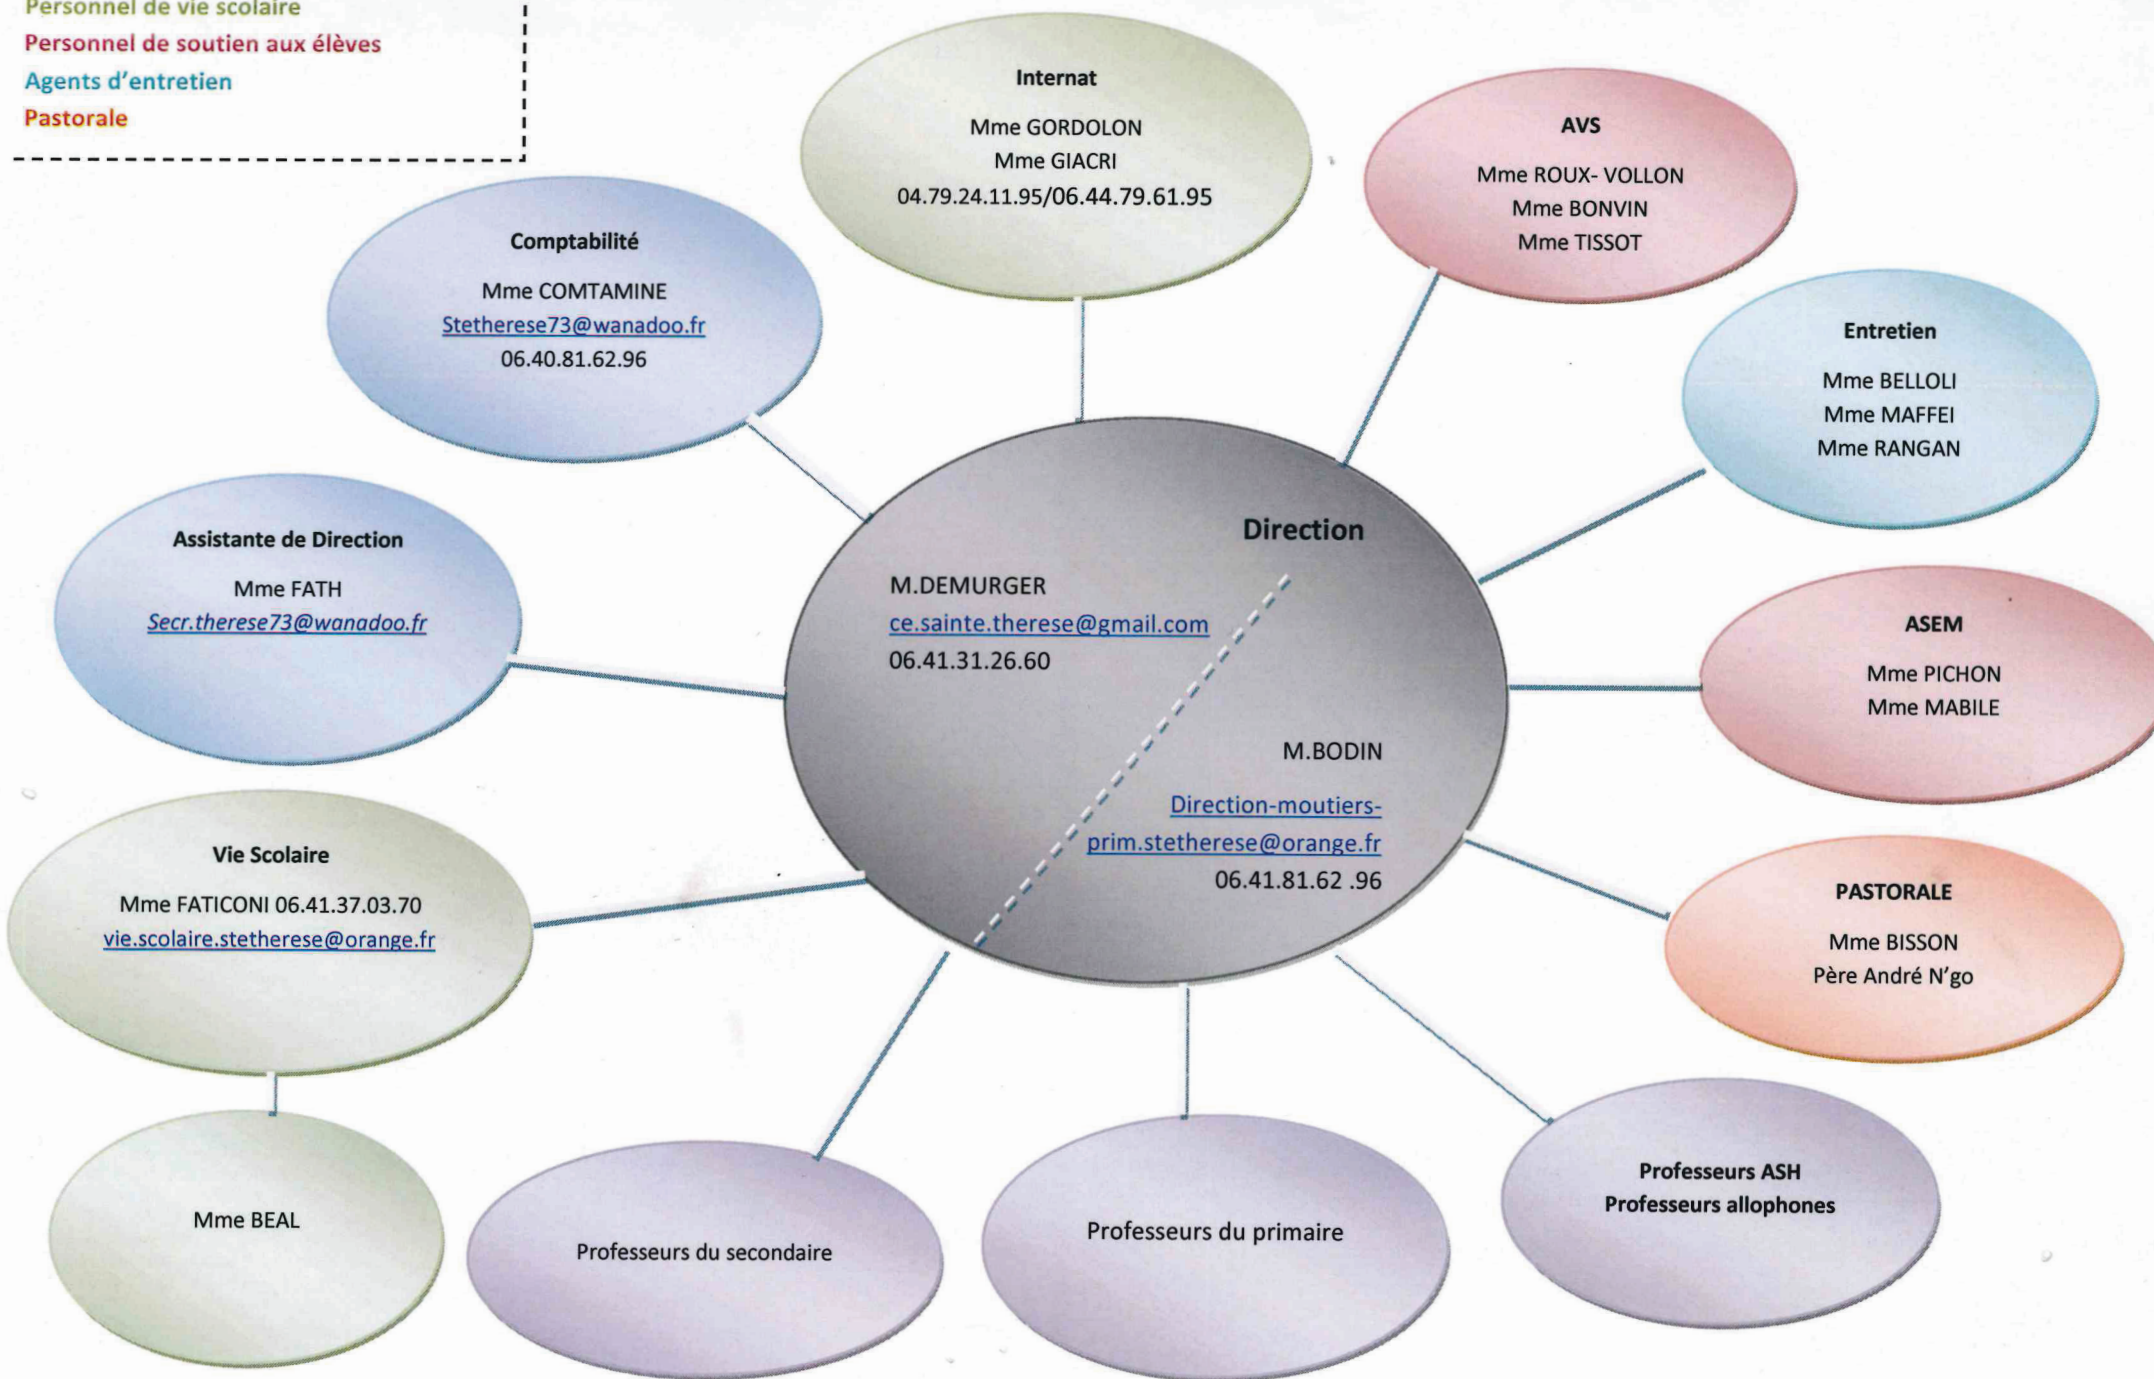 Personnel de vie scolaire
Personnel de soutien aux élèves
Agents d'entretien
Pastorale
Internat
Mme GORDOLON
Mme GIACRI
04.79.24.11.95/06.44.79.61.95
AVS
Mme ROUX- VOLLON
Mme BONVIN
Mme TISSOT
Comptabilité
Mme COMTAMINE
Stetherese73@wanadoo.fr
06.40.81.62.96
Entretien
Mme BELLOLI
Mme MAFFEI
Mme RANGAN
Assistante de Direction
Mme FATH
Secr.therese73@wanadoo.fr
Direction
M.DEMURGER
ce.sainte.therese@gmail.com
06.41.31.26.60
M.BODIN
Direction-moutiers-
prim.stetherese@orange.fr
06.41.81.62 .96
ASEM
Mme PICHON
Mme MABILE
Vie Scolaire
Mme FATICONI 06.41.37.03.70
vie.scolaire.stetherese@orange.fr
PASTORALE
Mme BISSON
Père André N'go
Mme BEAL
Professeurs du secondaire
Professeurs du primaire
Professeurs ASH
Professeurs allophones